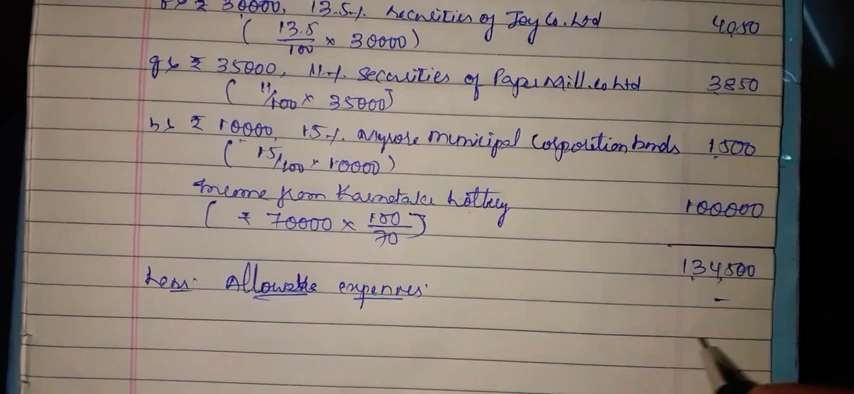 ₹ 30000, 13.5% Securities of Joy Co. Ltd 4050
( 13.5/100 × 30000)
g) ₹ 35000, 11% Securities of Paper Mill.co Ltd 3850
( 11/100 × 35000)
h) ₹ 10000, 15% Municipal Corporation bonds 1,500
( 15/100 × 10000)
Income from Karnataka Lottery 100000
( ₹ 70000 × 100/70 )
134500
Less: Allowable expenses: –